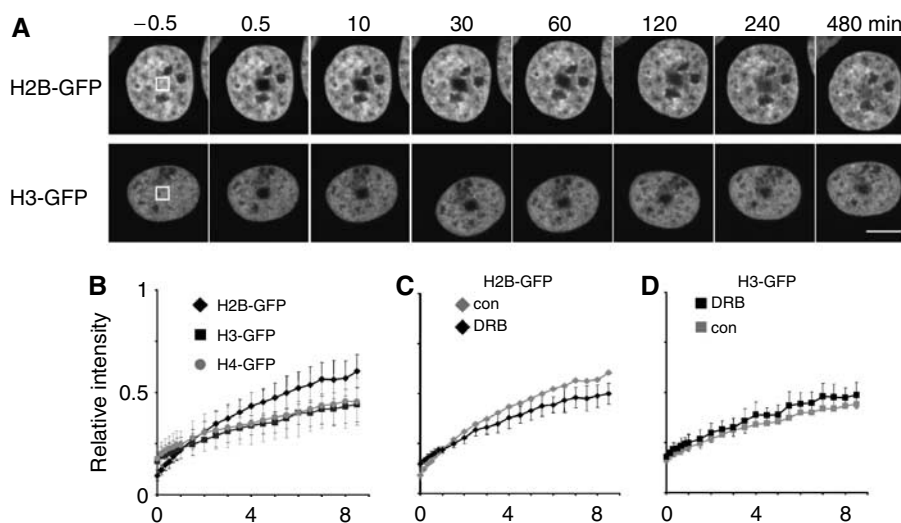 A
−0.5 0.5 10 30 60 120 240 480 min
H2B-GFP
H3-GFP
B
H2B-GFP
H3-GFP
H4-GFP
Relative intensity
1
0.5
0
0 4 8
C
H2B-GFP
con
DRB
0 4 8
D
H3-GFP
DRB
con
0 4 8